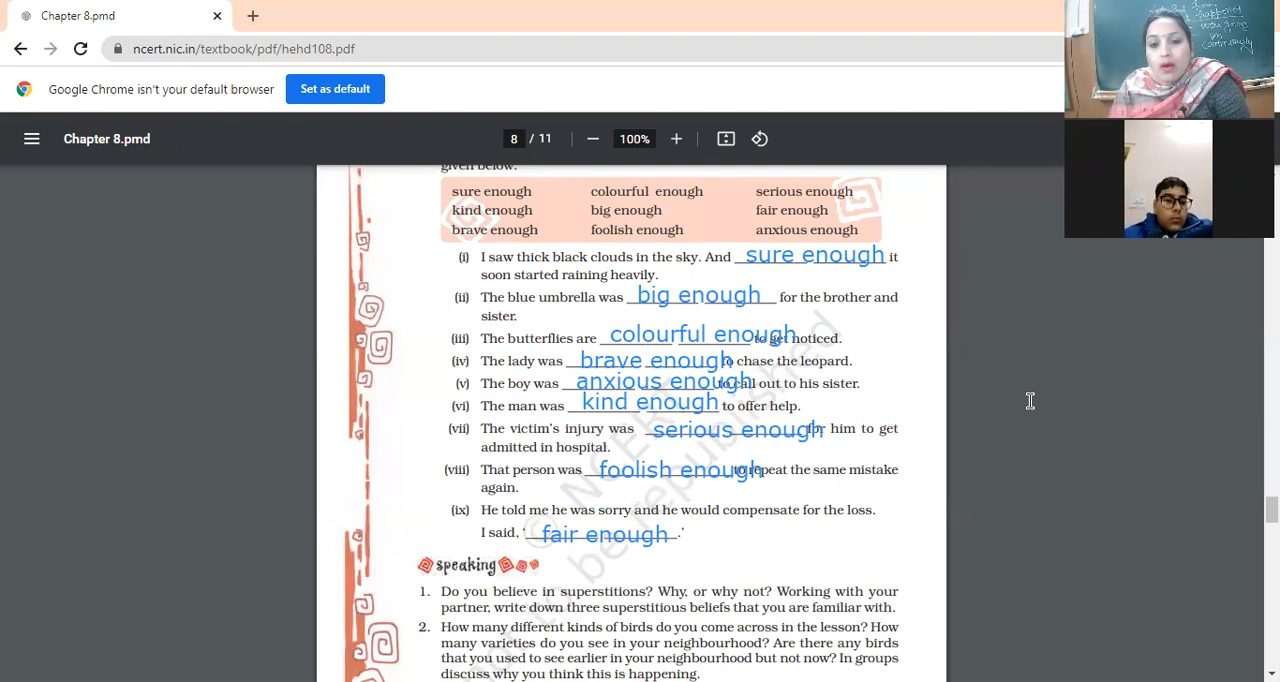 Chapter 8.pmd
ncert.nic.in/textbook/pdf/hehd108.pdf
Google Chrome isn't your default browser Set as default
Chapter 8.pmd 8 / 11 100%
given below.
sure enough colourful enough serious enough
kind enough big enough fair enough
brave enough foolish enough anxious enough
(i) I saw thick black clouds in the sky. And sure enough it
soon started raining heavily.
(ii) The blue umbrella was big enough for the brother and
sister.
(iii) The butterflies are colourful enough to get noticed.
(iv) The lady was brave enough to chase the leopard.
(v) The boy was anxious enough to call out to his sister.
(vi) The man was kind enough to offer help.
(vii) The victim's injury was serious enough for him to get
admitted in hospital.
(viii) That person was foolish enough to repeat the same mistake
again.
(ix) He told me he was sorry and he would compensate for the loss.
I said, ‘fair enough.’
speaking
1. Do you believe in superstitions? Why, or why not? Working with your
partner, write down three superstitious beliefs that you are familiar with.
2. How many different kinds of birds do you come across in the lesson? How
many varieties do you see in your neighbourhood? Are there any birds
that you used to see earlier in your neighbourhood but not now? In groups
discuss why you think this is happening.
© NCERT
not to be republished
happened
continuously